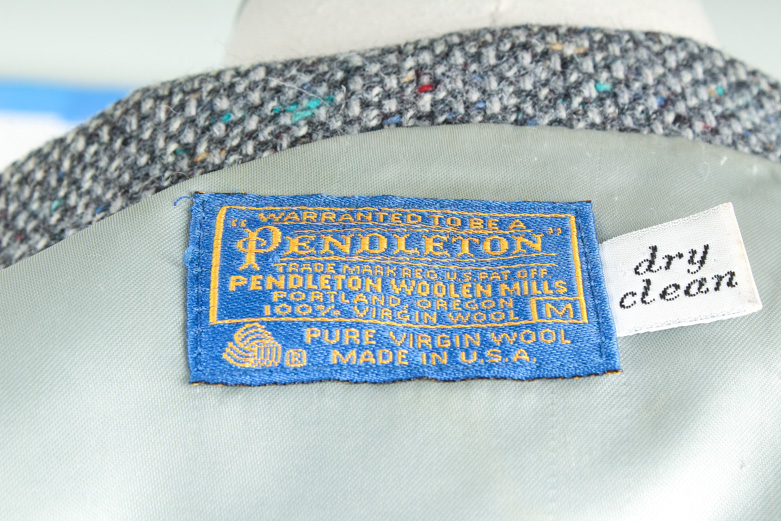 "WARRANTED TO BE A
PENDLETON"
TRADE MARK REG. U.S. PAT. OFF.
PENDLETON WOOLEN MILLS
PORTLAND, OREGON
100% VIRGIN WOOL M
R PURE VIRGIN WOOL
MADE IN U.S.A.
dry
clean